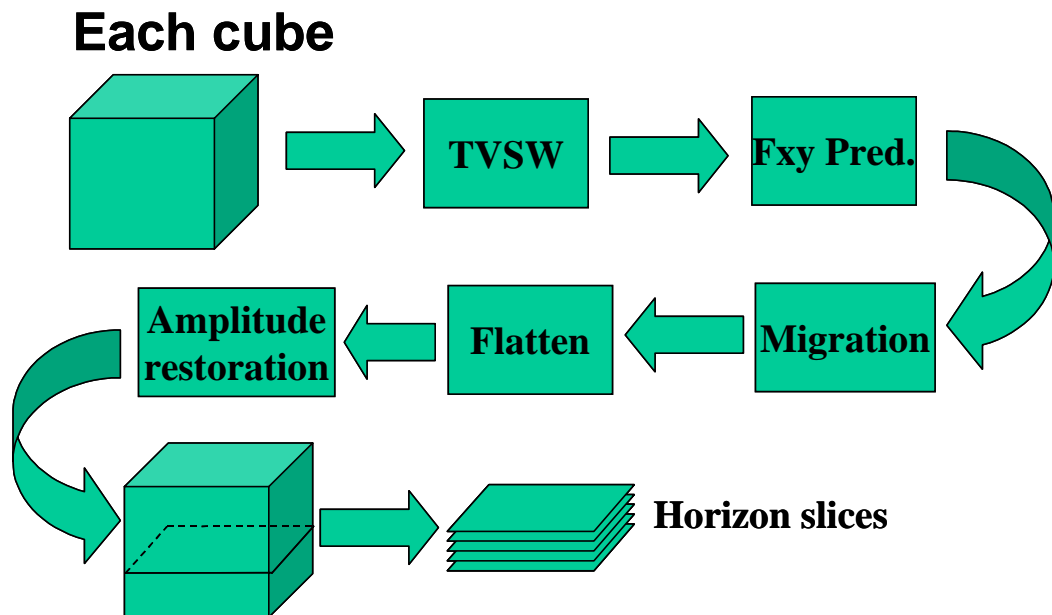 Each cube
TVSW
Fxy Pred.
Migration
Flatten
Amplitude
restoration
Horizon slices